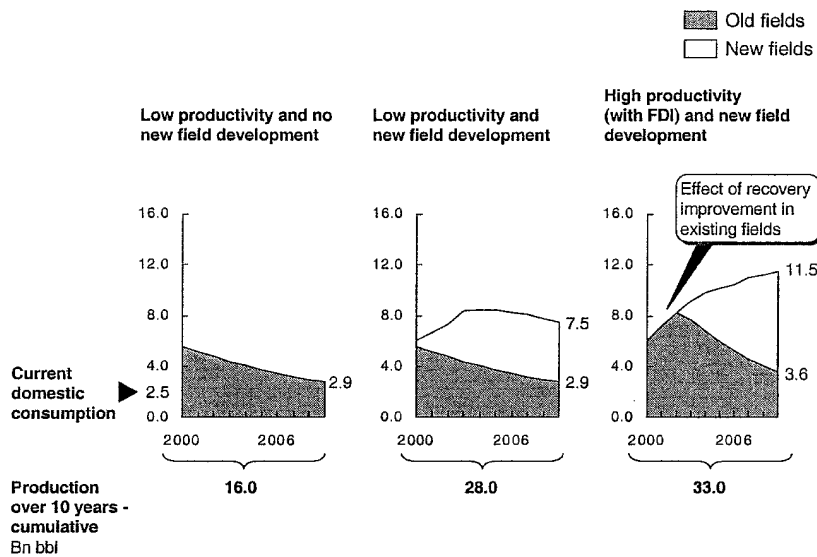 Old fields
New fields
Low productivity and no
new field development
Low productivity and
new field development
High productivity
(with FDI) and new field
development
Effect of recovery
improvement in
existing fields
16.0
12.0
8.0
4.0
2.5
0.0
2.9
2000
2006
16.0
12.0
8.0
4.0
0.0
7.5
2.9
2000
2006
16.0
12.0
8.0
4.0
0.0
11.5
3.6
2000
2006
Current
domestic
consumption
Production
over 10 years -
cumulative
Bn bbl
16.0
28.0
33.0